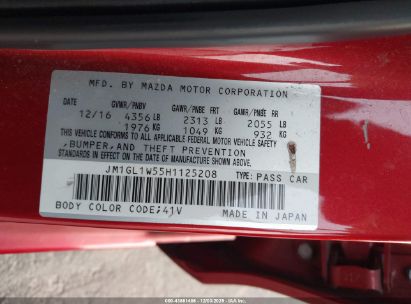 MFD. BY MAZDA MOTOR CORPORATION
GVWR/PNBV GAWR/PNBE FRT GAWR/PNBE RR
12/16 4356 LB 2313 LB 2055 LB
1976 KG 1049 KG 932 KG
THIS VEHICLE CONFORMS TO ALL APPLICABLE FEDERAL MOTOR VEHICLE SAFETY
, BUMPER, AND THEFT PREVENTION
STANDARDS IN EFFECT ON THE DATE OF MANUFACTURE SHOWN ABOVE.
JM1GL1W55H1125208 TYPE: PASS CAR
BODY COLOR CODE:41V MADE IN JAPAN